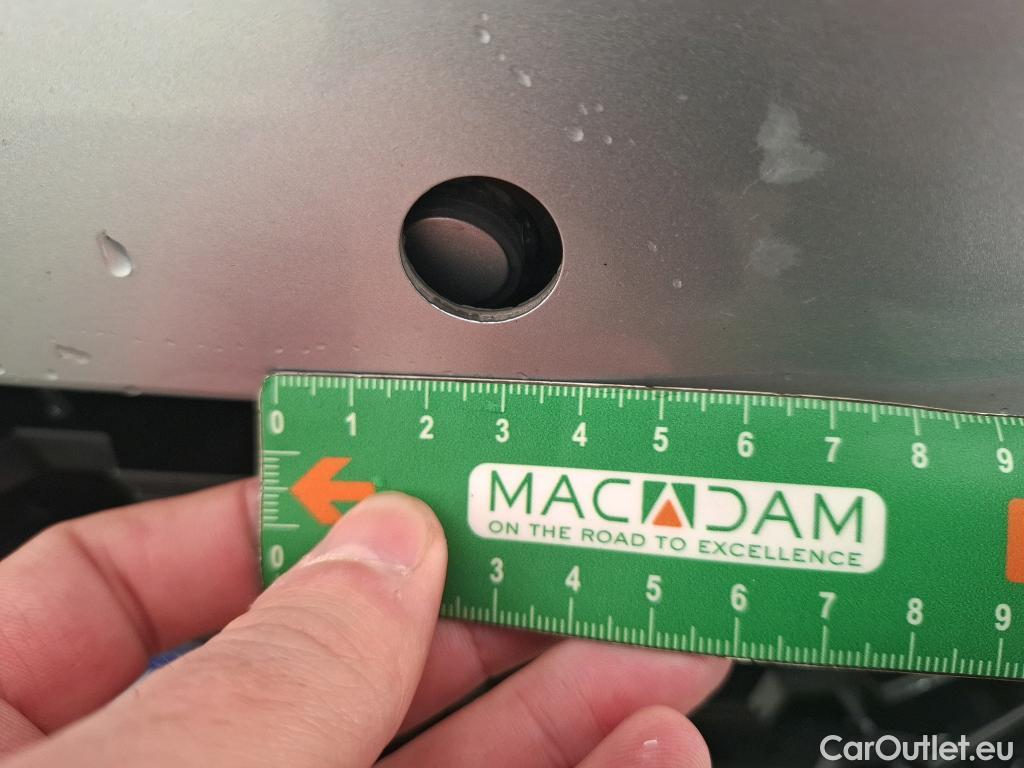 0 1 2 3 4 5 6 7 8 9
MACADAM
ON THE ROAD TO EXCELLENCE
0 3 4 5 6 7 8 9
CarOutlet.eu